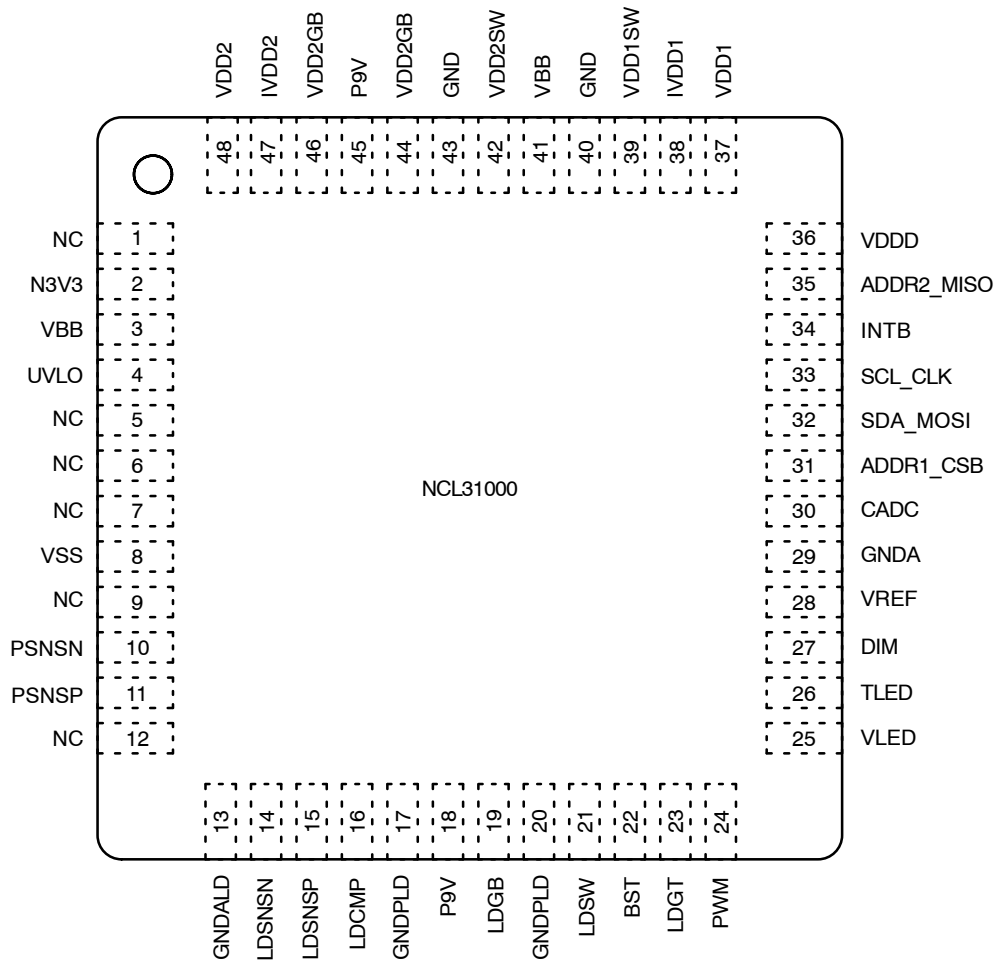 VDD2
IVDD2
VDD2GB
P9V
VDD2GB
GND
VDD2SW
VBB
GND
VDD1SW
IVDD1
VDD1
48
47
46
45
44
43
42
41
40
39
38
37
NC 1
N3V3 2
VBB 3
UVLO 4
NC 5
NC 6
NC 7
VSS 8
NC 9
PSNSN 10
PSNSP 11
NC 12
NCL31000
36 VDDD
35 ADDR2_MISO
34 INTB
33 SCL_CLK
32 SDA_MOSI
31 ADDR1_CSB
30 CADC
29 GNDA
28 VREF
27 DIM
26 TLED
25 VLED
13
14
15
16
17
18
19
20
21
22
23
24
GNDALD
LDSNSN
LDSNSP
LDCMP
GNDPLD
P9V
LDGB
GNDPLD
LDSW
BST
LDGT
PWM